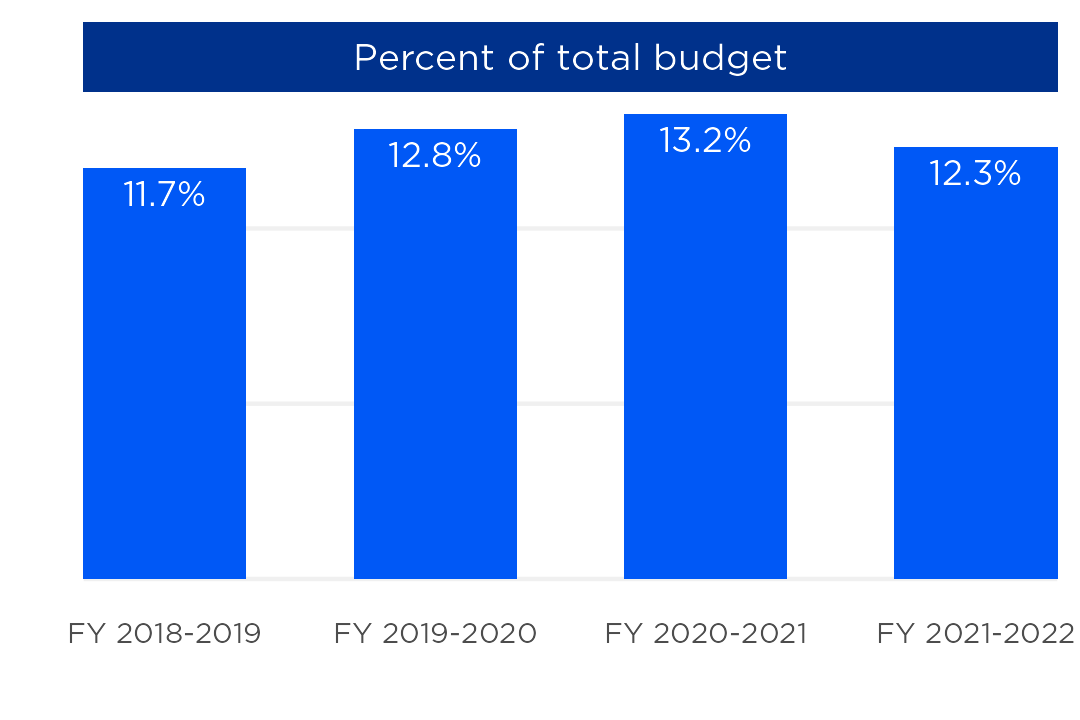 Percent of total budget
11.7%
12.8%
13.2%
12.3%
FY 2018-2019
FY 2019-2020
FY 2020-2021
FY 2021-2022